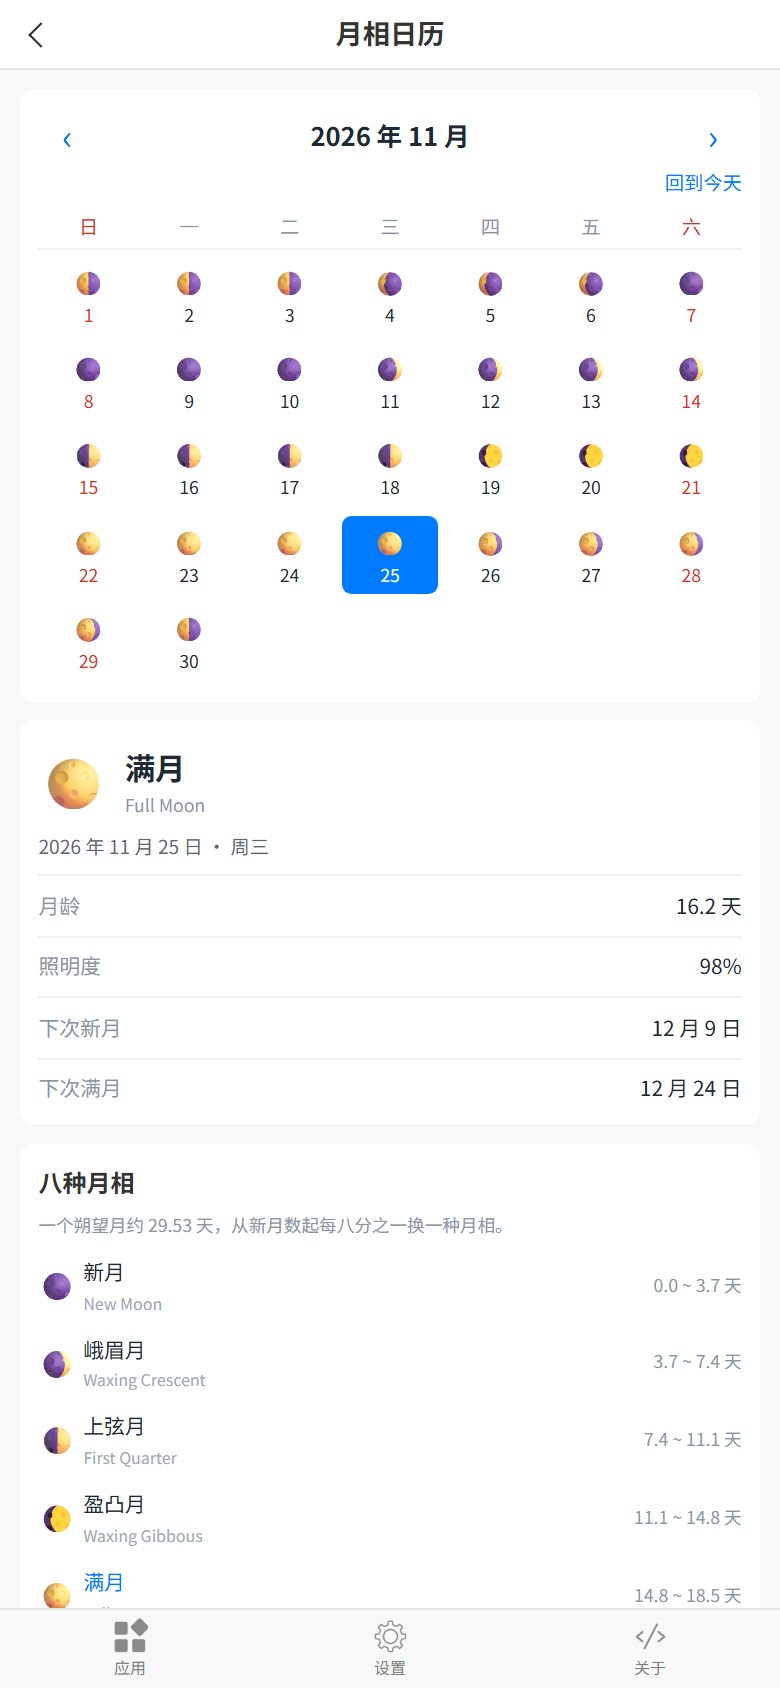 月相日历
2026 年 11 月
回到今天
日 一 二 三 四 五 六
1 2 3 4 5 6 7
8 9 10 11 12 13 14
15 16 17 18 19 20 21
22 23 24 25 26 27 28
29 30
满月
Full Moon
2026 年 11 月 25 日 · 周三
月龄 16.2 天
照明度 98%
下次新月 12 月 9 日
下次满月 12 月 24 日
八种月相
一个朔望月约 29.53 天，从新月数起每八分之一换一种月相。
新月 0.0 ~ 3.7 天
New Moon
峨眉月 3.7 ~ 7.4 天
Waxing Crescent
上弦月 7.4 ~ 11.1 天
First Quarter
盈凸月 11.1 ~ 14.8 天
Waxing Gibbous
满月 14.8 ~ 18.5 天
应用 设置 关于